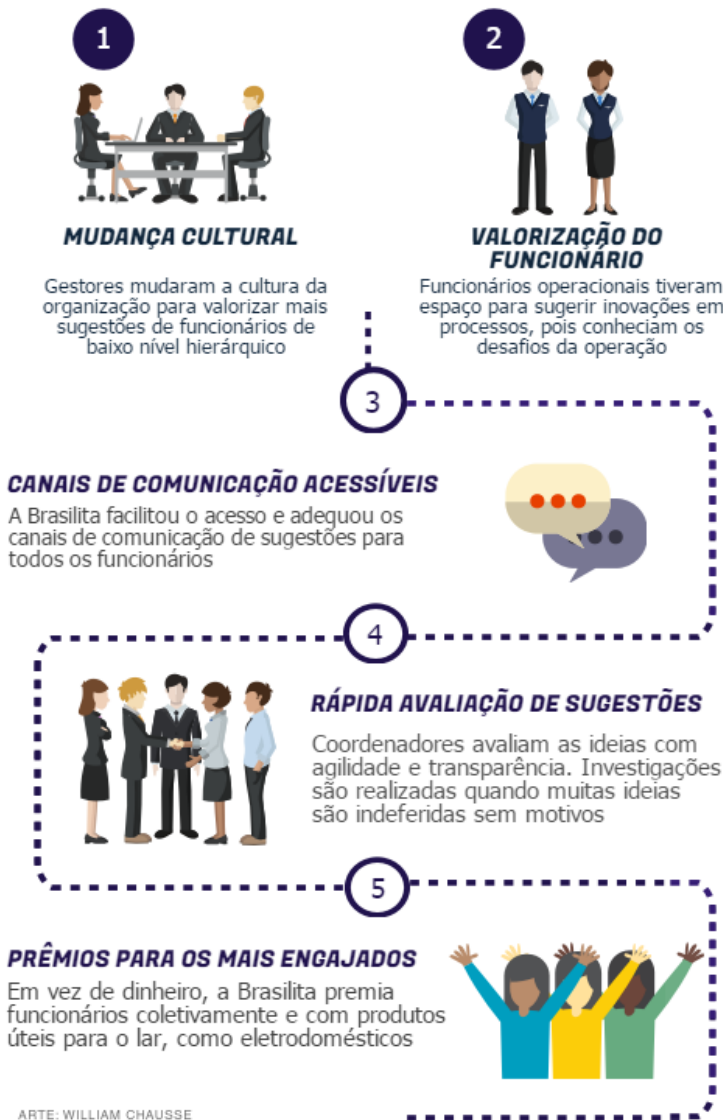 1
MUDANÇA CULTURAL
Gestores mudaram a cultura da
organização para valorizar mais
sugestões de funcionários de
baixo nível hierárquico
2
VALORIZAÇÃO DO
FUNCIONÁRIO
Funcionários operacionais tiveram
espaço para sugerir inovações em
processos, pois conheciam os
desafios da operação
3
CANAIS DE COMUNICAÇÃO ACESSÍVEIS
A Brasilita facilitou o acesso e adequou os
canais de comunicação de sugestões para
todos os funcionários
4
RÁPIDA AVALIAÇÃO DE SUGESTÕES
Coordenadores avaliam as ideias com
agilidade e transparência. Investigações
são realizadas quando muitas ideias
são indeferidas sem motivos
5
PRÊMIOS PARA OS MAIS ENGAJADOS
Em vez de dinheiro, a Brasilita premia
funcionários coletivamente e com produtos
úteis para o lar, como eletrodomésticos
ARTE: WILLIAM CHAUSSE